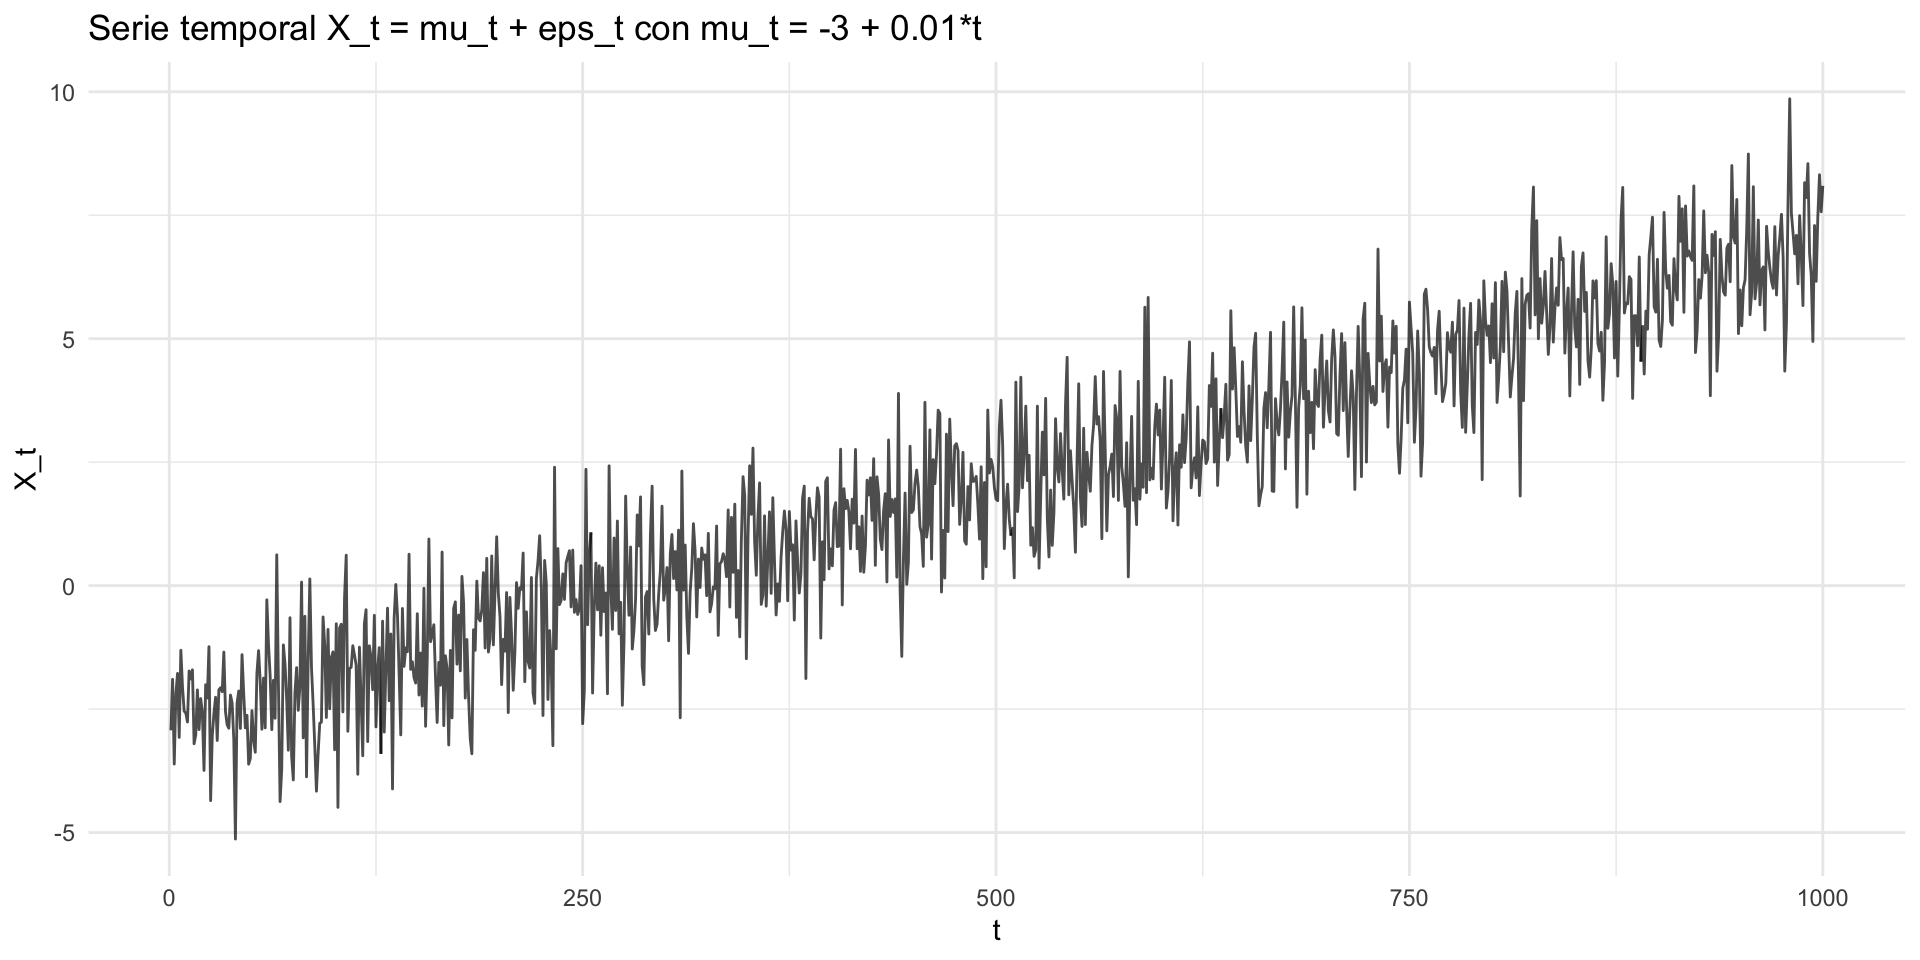 Serie temporal X_t = mu_t + eps_t con mu_t = -3 + 0.01*t
10
5
0
-5
X_t
0 250 500 750 1000
t